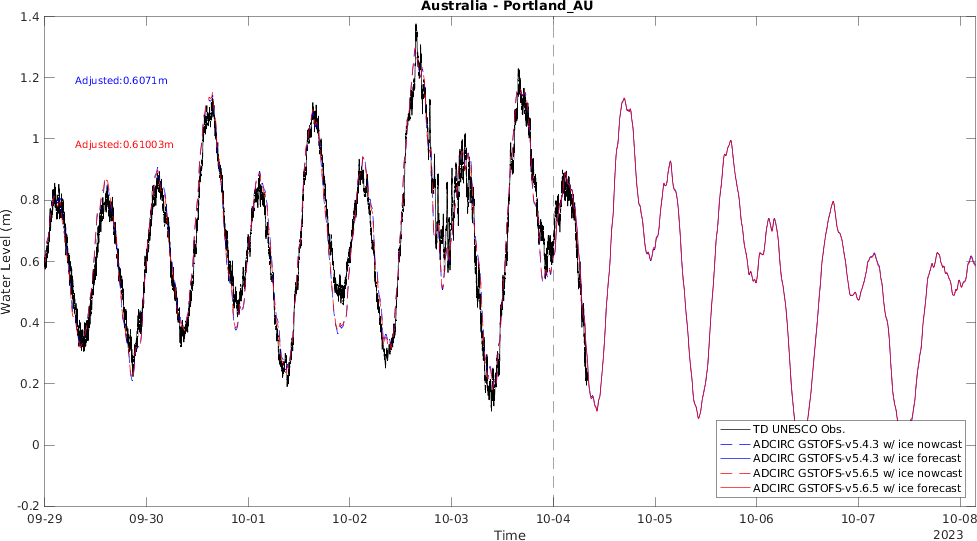 Australia - Portland_AU
1.4
1.2
1
0.8
0.6
0.4
0.2
0
-0.2
Water Level (m)
Adjusted:0.6071m
Adjusted:0.61003m
TD UNESCO Obs.
ADCIRC GSTOFS-v5.4.3 w/ ice nowcast
ADCIRC GSTOFS-v5.4.3 w/ ice forecast
ADCIRC GSTOFS-v5.6.5 w/ ice nowcast
ADCIRC GSTOFS-v5.6.5 w/ ice forecast
09-29 09-30 10-01 10-02 10-03 10-04 10-05 10-06 10-07 10-08
Time
2023